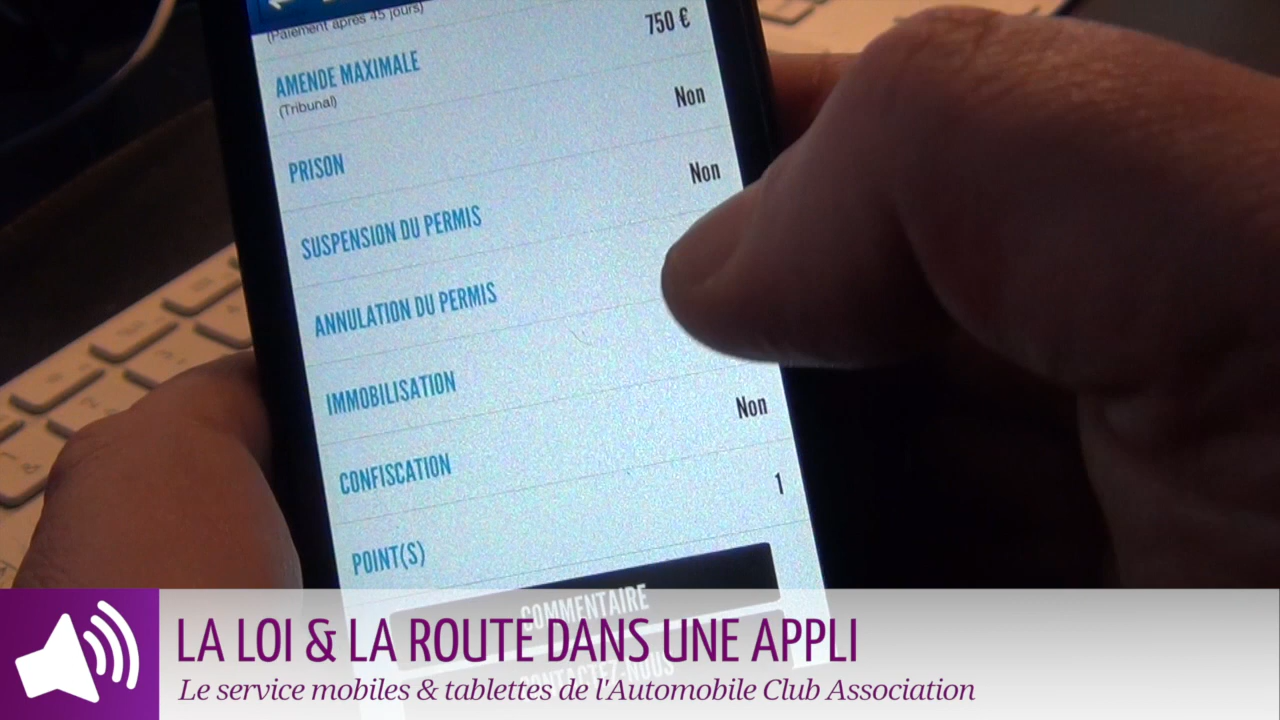 (Paiement après 45 jours)
750 €
AMENDE MAXIMALE
(Tribunal)
Non
PRISON
Non
SUSPENSION DU PERMIS
ANNULATION DU PERMIS
IMMOBILISATION
Non
CONFISCATION
1
POINT(S)
COMMENTAIRE
CONTACTEZ-NOUS
LA LOI & LA ROUTE DANS UNE APPLI
Le service mobiles & tablettes de l'Automobile Club Association